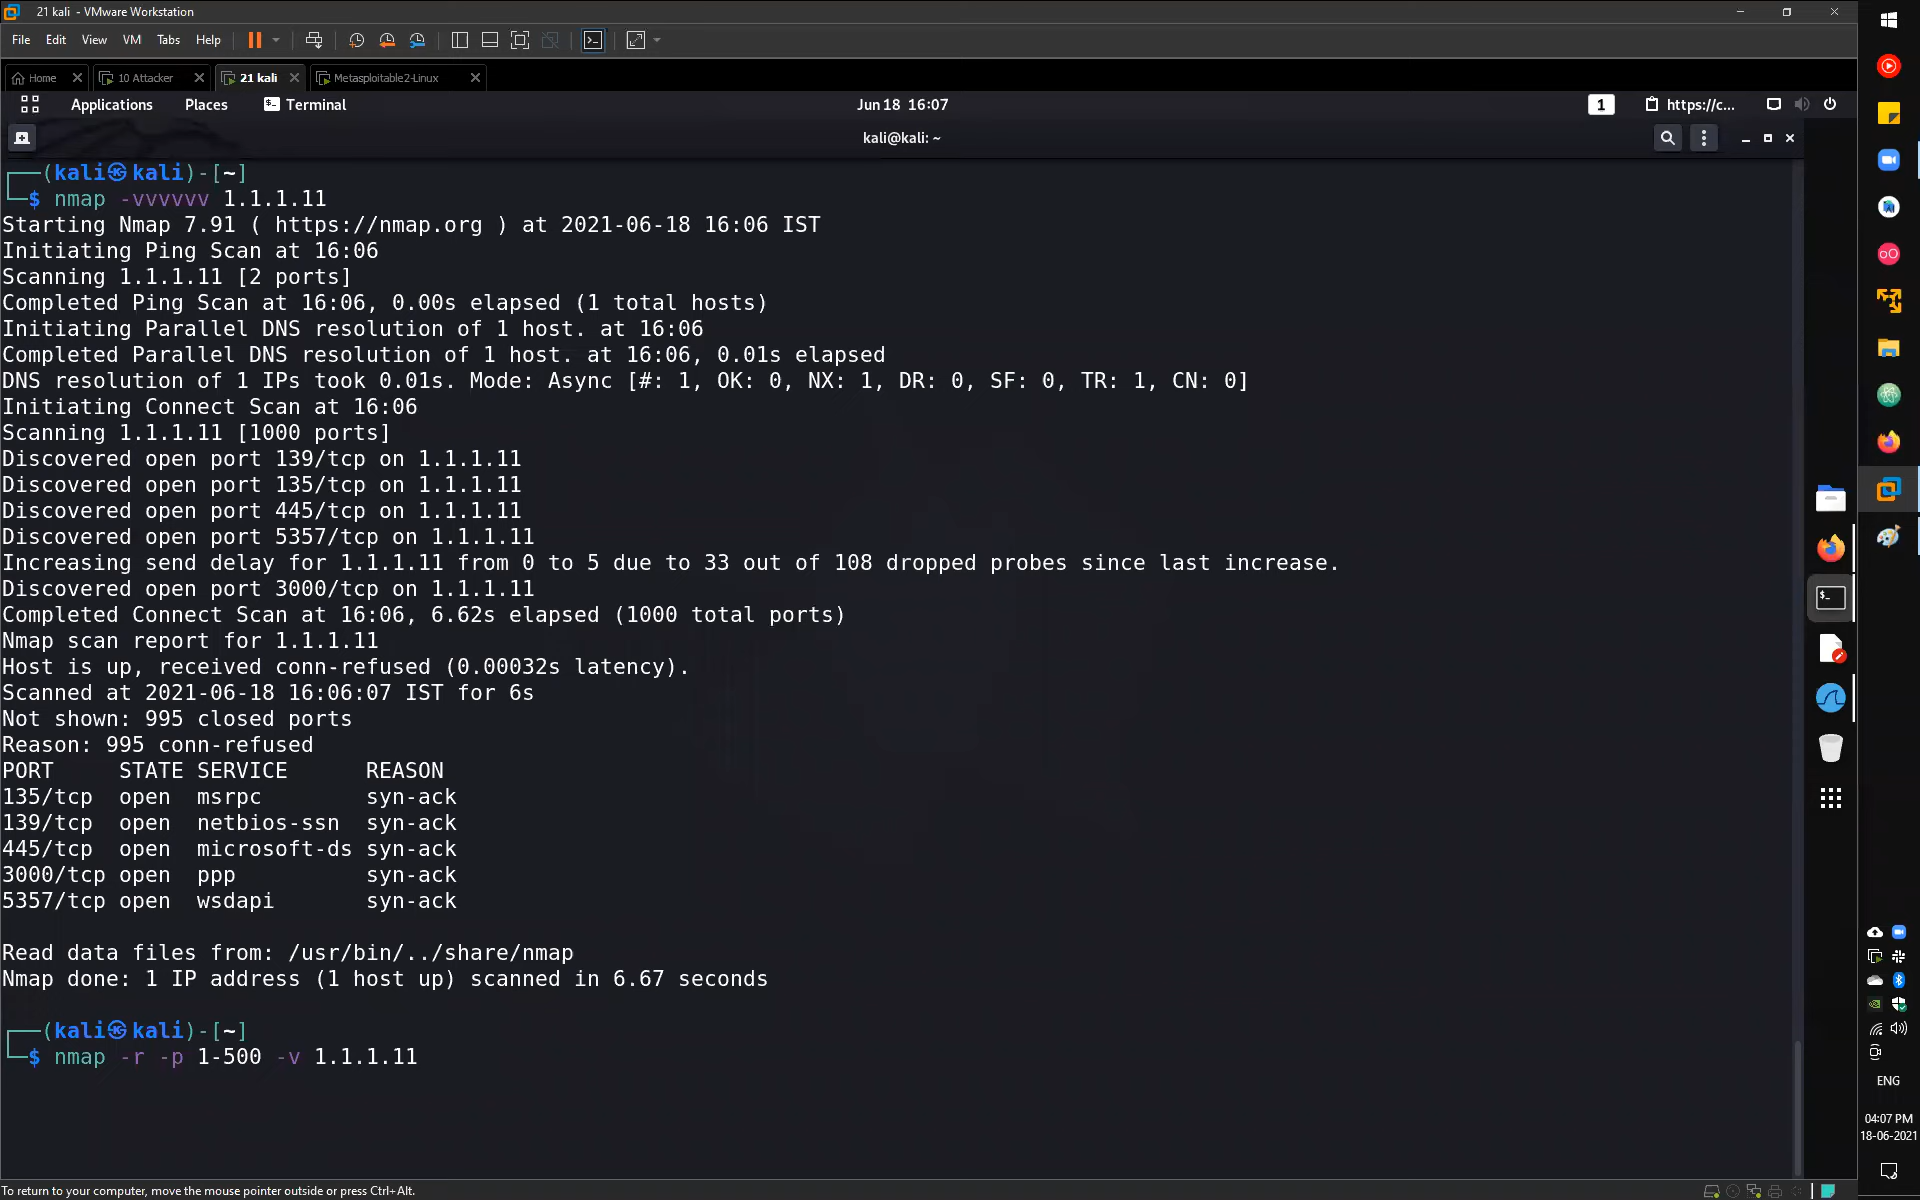 21 kali - VMware Workstation
File Edit View VM Tabs Help
Home 10 Attacker 21 kali Metasploitable2-Linux
Applications Places Terminal Jun 18 16:07 1 https://c...
kali@kali: ~
(kali㉿kali)-[~]
$ nmap -vvvvvv 1.1.1.11
Starting Nmap 7.91 ( https://nmap.org ) at 2021-06-18 16:06 IST
Initiating Ping Scan at 16:06
Scanning 1.1.1.11 [2 ports]
Completed Ping Scan at 16:06, 0.00s elapsed (1 total hosts)
Initiating Parallel DNS resolution of 1 host. at 16:06
Completed Parallel DNS resolution of 1 host. at 16:06, 0.01s elapsed
DNS resolution of 1 IPs took 0.01s. Mode: Async [#: 1, OK: 0, NX: 1, DR: 0, SF: 0, TR: 1, CN: 0]
Initiating Connect Scan at 16:06
Scanning 1.1.1.11 [1000 ports]
Discovered open port 139/tcp on 1.1.1.11
Discovered open port 135/tcp on 1.1.1.11
Discovered open port 445/tcp on 1.1.1.11
Discovered open port 5357/tcp on 1.1.1.11
Increasing send delay for 1.1.1.11 from 0 to 5 due to 33 out of 108 dropped probes since last increase.
Discovered open port 3000/tcp on 1.1.1.11
Completed Connect Scan at 16:06, 6.62s elapsed (1000 total ports)
Nmap scan report for 1.1.1.11
Host is up, received conn-refused (0.00032s latency).
Scanned at 2021-06-18 16:06:07 IST for 6s
Not shown: 995 closed ports
Reason: 995 conn-refused
PORT STATE SERVICE REASON
135/tcp open msrpc syn-ack
139/tcp open netbios-ssn syn-ack
445/tcp open microsoft-ds syn-ack
3000/tcp open ppp syn-ack
5357/tcp open wsdapi syn-ack
Read data files from: /usr/bin/../share/nmap
Nmap done: 1 IP address (1 host up) scanned in 6.67 seconds
(kali㉿kali)-[~]
$ nmap -r -p 1-500 -v 1.1.1.11
ENG
04:07 PM
18-06-2021
To return to your computer, move the mouse pointer outside or press Ctrl+Alt.